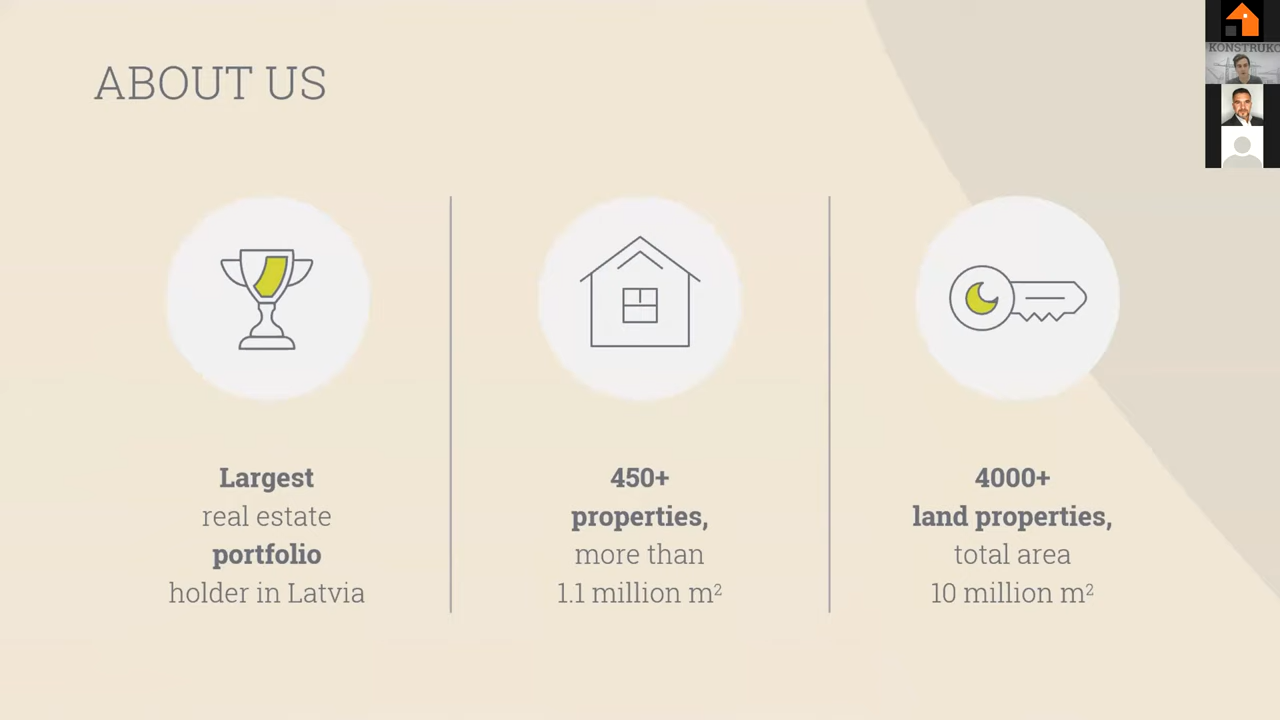 ABOUT US
KONSTRUKC
Largest
real estate
portfolio
holder in Latvia
450+
properties,
more than
1.1 million m²
4000+
land properties,
total area
10 million m²